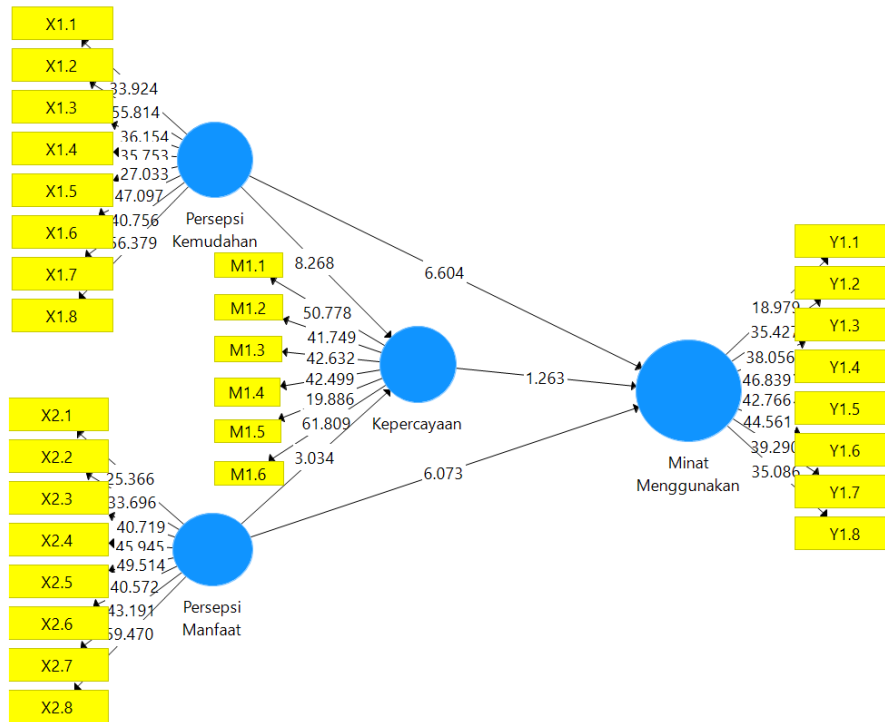 X1.1
X1.2
X1.3
X1.4
X1.5
X1.6
X1.7
X1.8
33.924
55.814
36.154
35.753
27.033
47.097
40.756
56.379
Persepsi
Kemudahan
8.268
6.604
M1.1
M1.2
M1.3
M1.4
M1.5
M1.6
50.778
41.749
42.632
42.499
19.886
61.809
3.034
Kepercayaan
1.263
6.073
X2.1
X2.2
X2.3
X2.4
X2.5
X2.6
X2.7
X2.8
25.366
33.696
40.719
45.945
49.514
40.572
43.191
59.470
Persepsi
Manfaat
Minat
Menggunakan
18.979
35.427
38.056
46.839
42.766
44.561
39.290
35.086
Y1.1
Y1.2
Y1.3
Y1.4
Y1.5
Y1.6
Y1.7
Y1.8